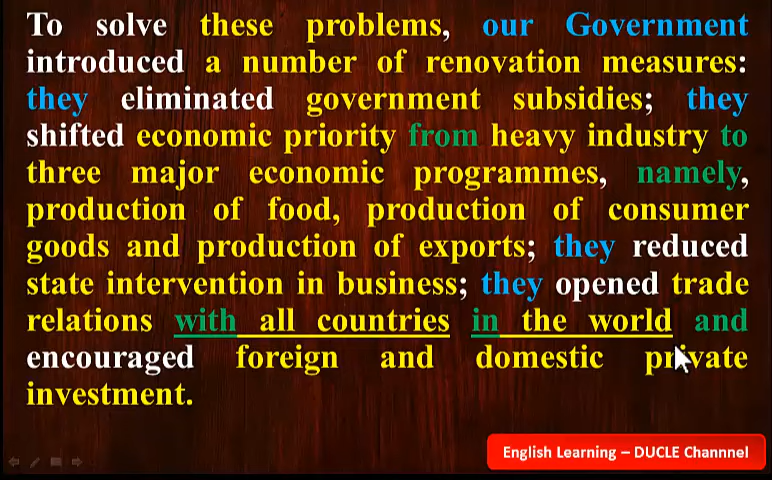 To solve these problems, our Government
introduced a number of renovation measures:
they eliminated government subsidies; they
shifted economic priority from heavy industry to
three major economic programmes, namely,
production of food, production of consumer
goods and production of exports; they reduced
state intervention in business; they opened trade
relations with all countries in the world and
encouraged foreign and domestic private
investment.
English Learning – DUCLE Channnel